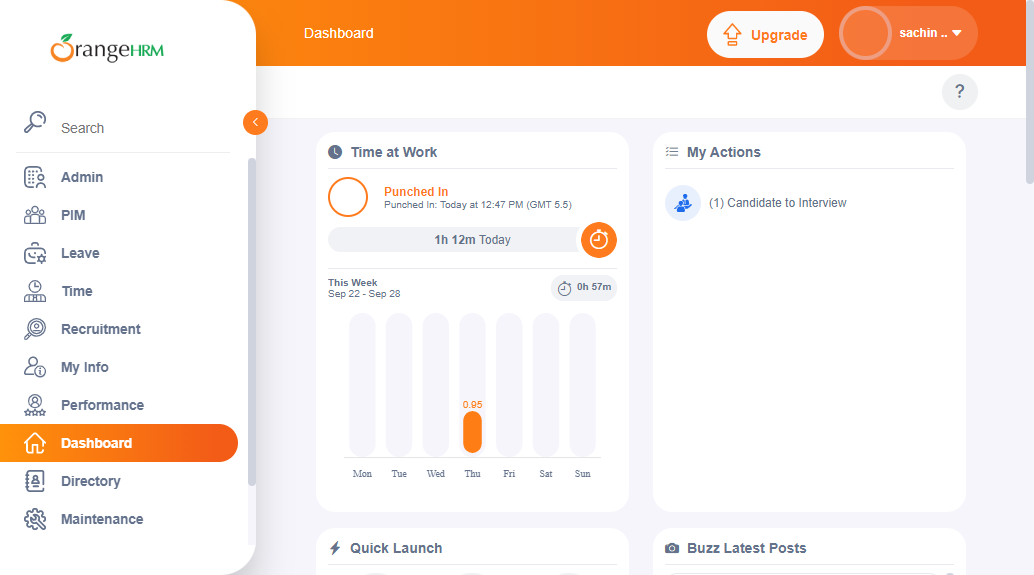 OrangeHRM
Search
Admin
PIM
Leave
Time
Recruitment
My Info
Performance
Dashboard
Directory
Maintenance
Dashboard
Upgrade
sachin ..
?
Time at Work
Punched In
Punched In: Today at 12:47 PM (GMT 5.5)
1h 12m Today
This Week
Sep 22 - Sep 28
0h 57m
0.95
Mon Tue Wed Thu Fri Sat Sun
My Actions
(1) Candidate to Interview
Quick Launch
Buzz Latest Posts